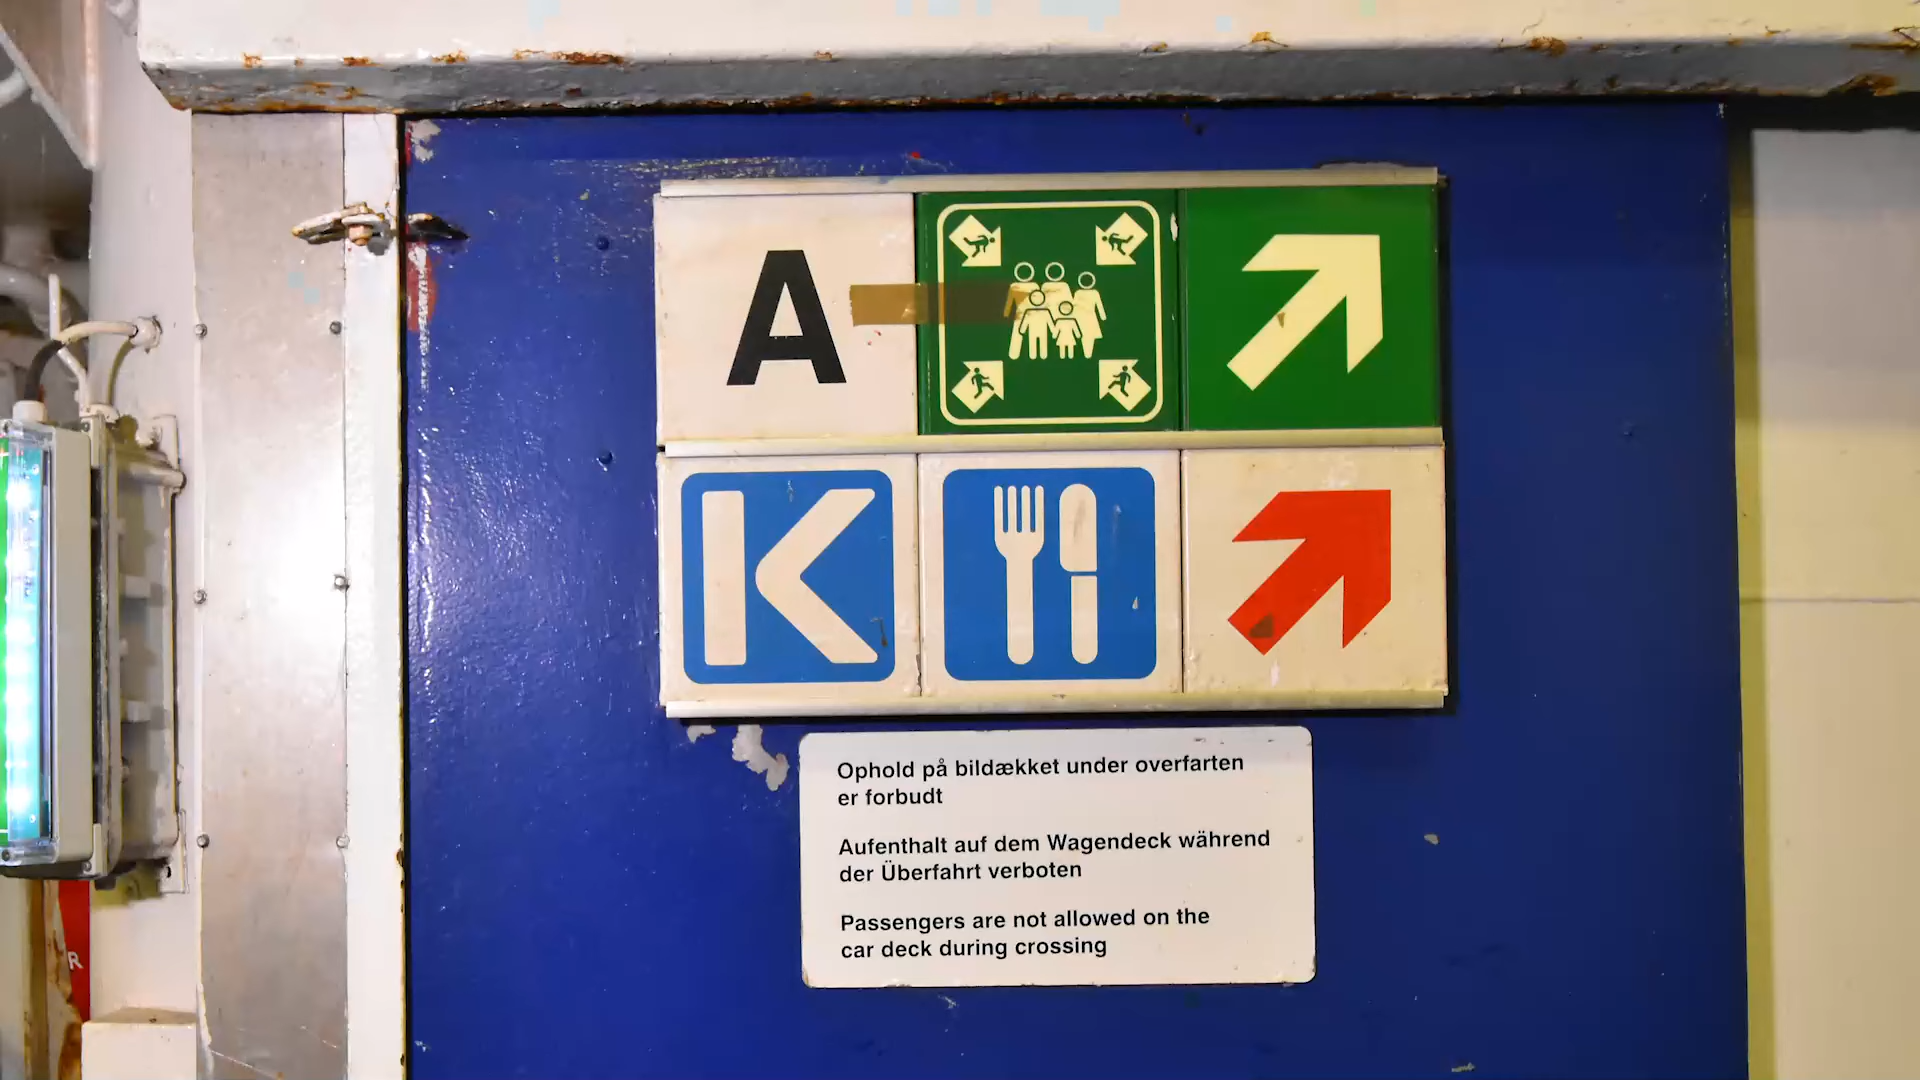 A
K
Ophold på bildækket under overfarten
er forbudt
Aufenthalt auf dem Wagendeck während
der Überfahrt verboten
Passengers are not allowed on the
car deck during crossing
R